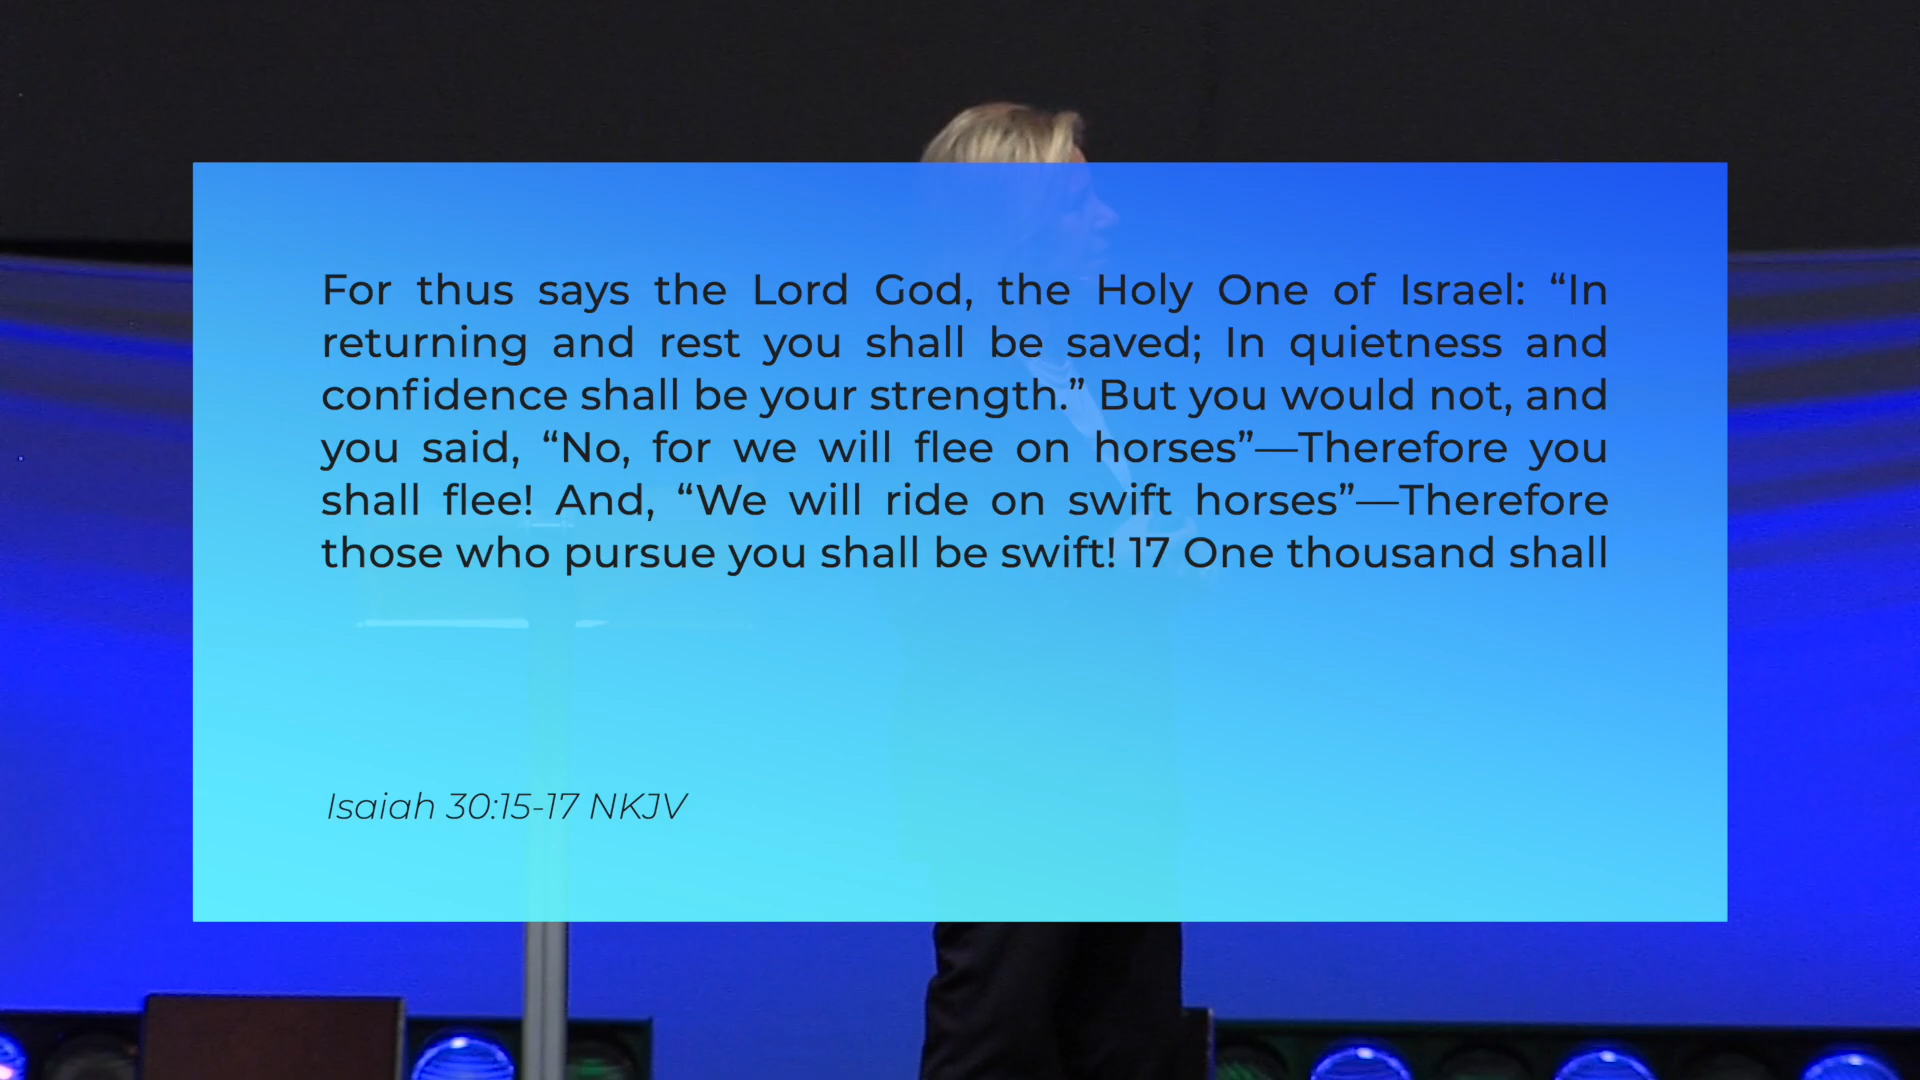 For thus says the Lord God, the Holy One of Israel: “In
returning and rest you shall be saved; In quietness and
confidence shall be your strength.” But you would not, and
you said, “No, for we will flee on horses”—Therefore you
shall flee! And, “We will ride on swift horses”—Therefore
those who pursue you shall be swift! 17 One thousand shall
Isaiah 30:15-17 NKJV